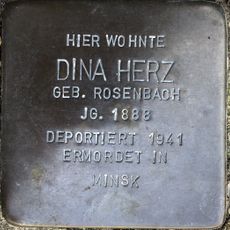 HIER WOHNTE
DINA HERZ
GEB. ROSENBACH
JG. 1888
DEPORTIERT 1941
ERMORDET IN
MINSK